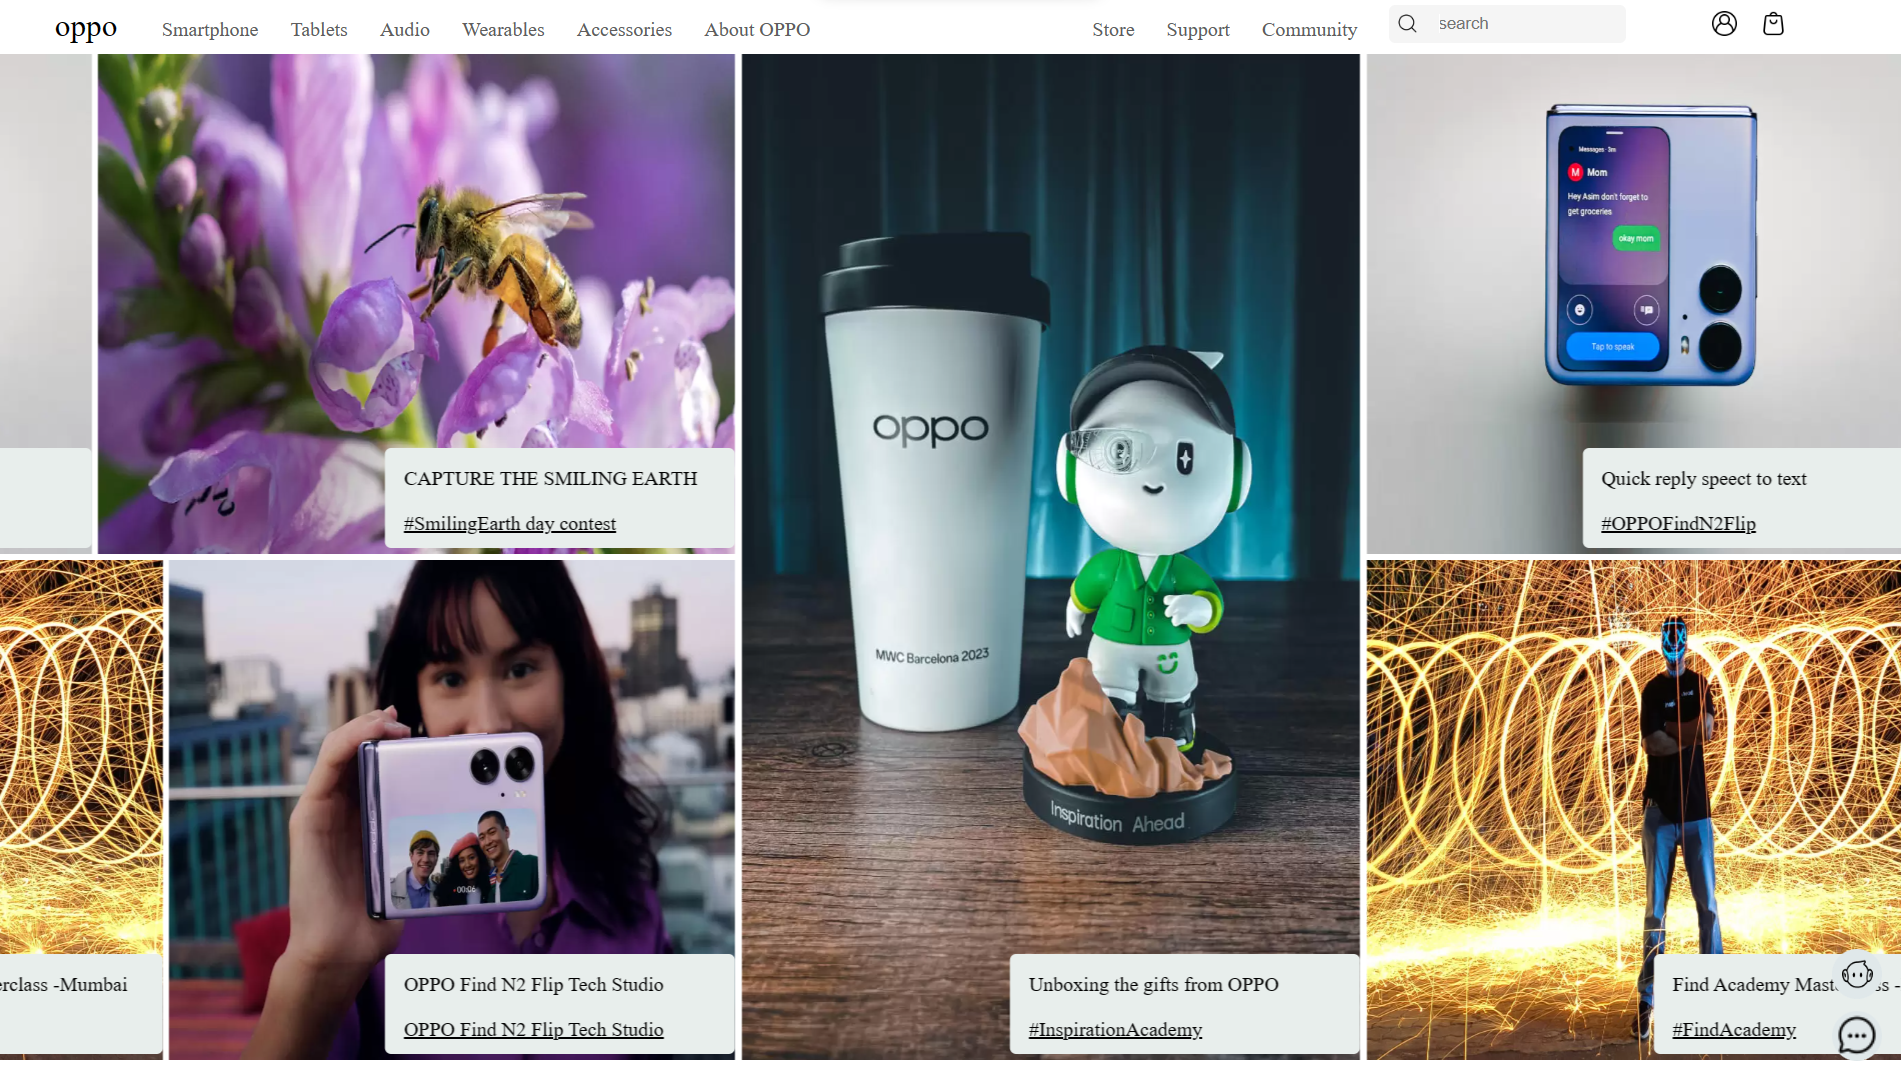 oppo
Smartphone
Tablets
Audio
Wearables
Accessories
About OPPO
Store
Support
Community
search
CAPTURE THE SMILING EARTH
#SmilingEarth day contest
oppo
MWC Barcelona 2023
Inspiration Ahead
Messages · 3m
M Mom
Hey Asim don't forget to
get groceries
okay mom
Tap to speak
Quick reply speect to text
#OPPOFindN2Flip
erclass -Mumbai
00:06
OPPO Find N2 Flip Tech Studio
OPPO Find N2 Flip Tech Studio
Unboxing the gifts from OPPO
#InspirationAcademy
Find Academy Mast
#FindAcademy